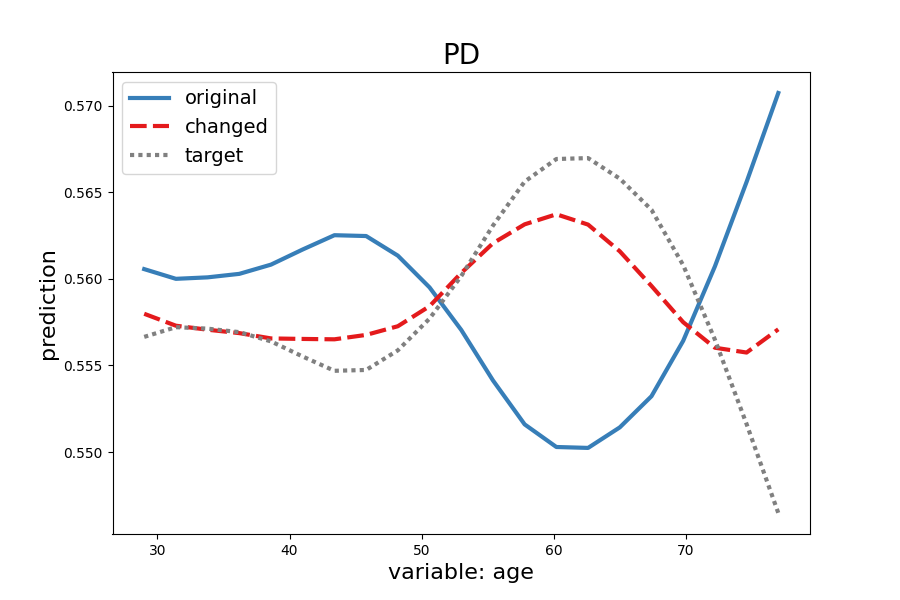 PD
original
changed
target
0.570
0.565
0.560
0.555
0.550
prediction
30 40 50 60 70
variable: age